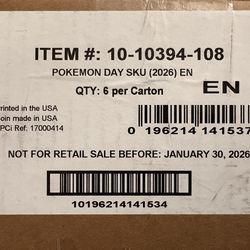 ITEM #: 10-10394-108
POKEMON DAY SKU (2026) EN
QTY: 6 per Carton
EN
rinted in the USA
oin made in USA
PCi Ref: 17000414
0 196214 141537
NOT FOR RETAIL SALE BEFORE: JANUARY 30, 2026
10196214141534